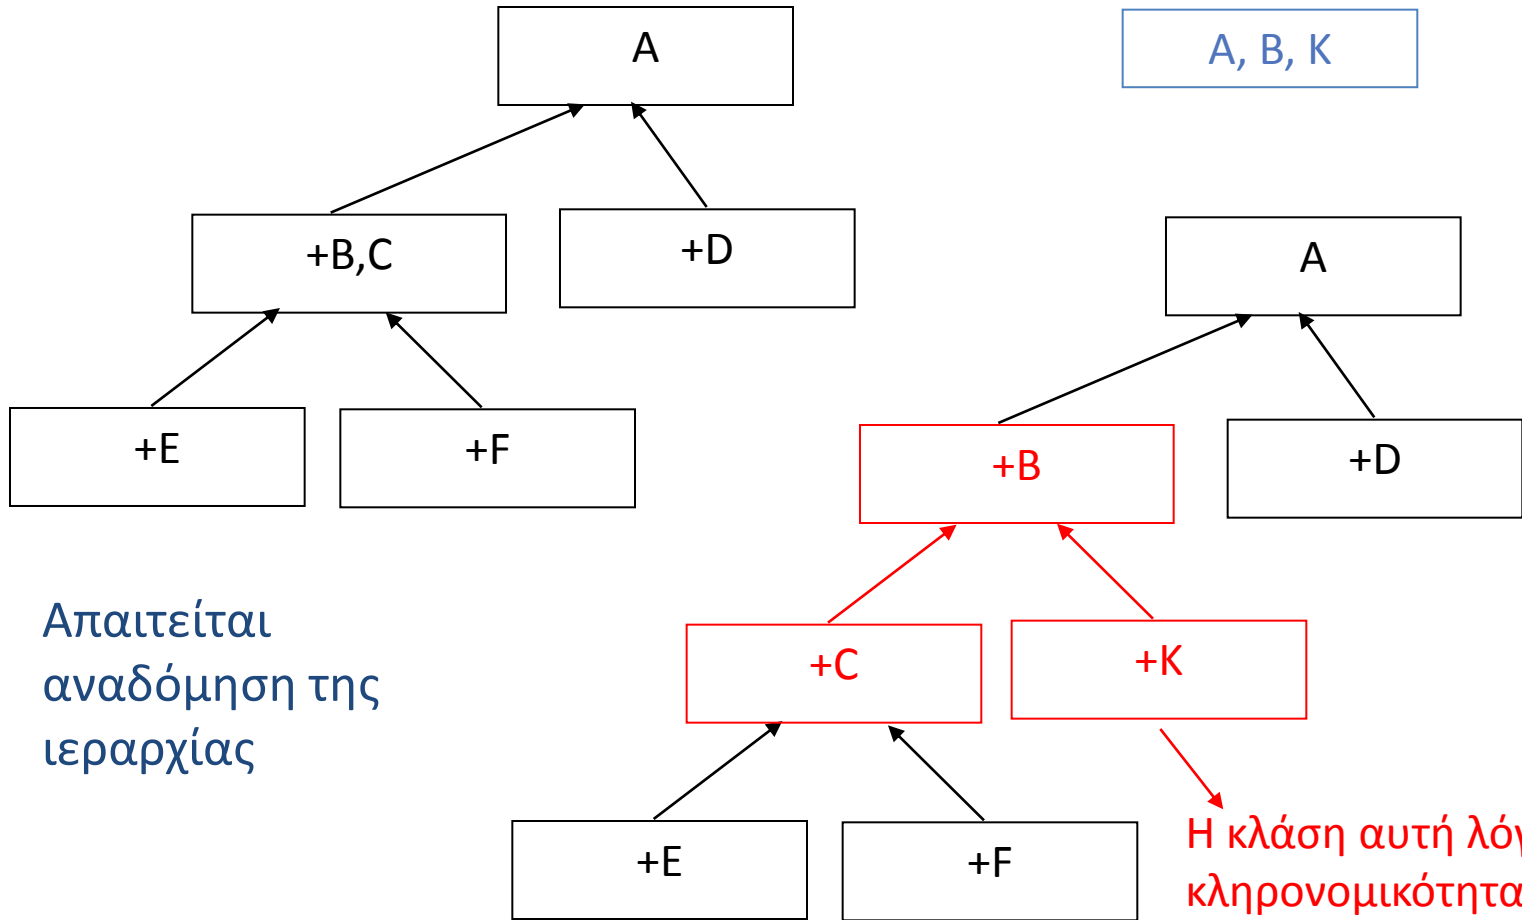 A
A, B, K
+B,C
+D
A
+E
+F
+B
+D
Απαιτείται
αναδόμηση της
ιεραρχίας
+C
+K
+E
+F
Η κλάση αυτή
κληρονομικότητα